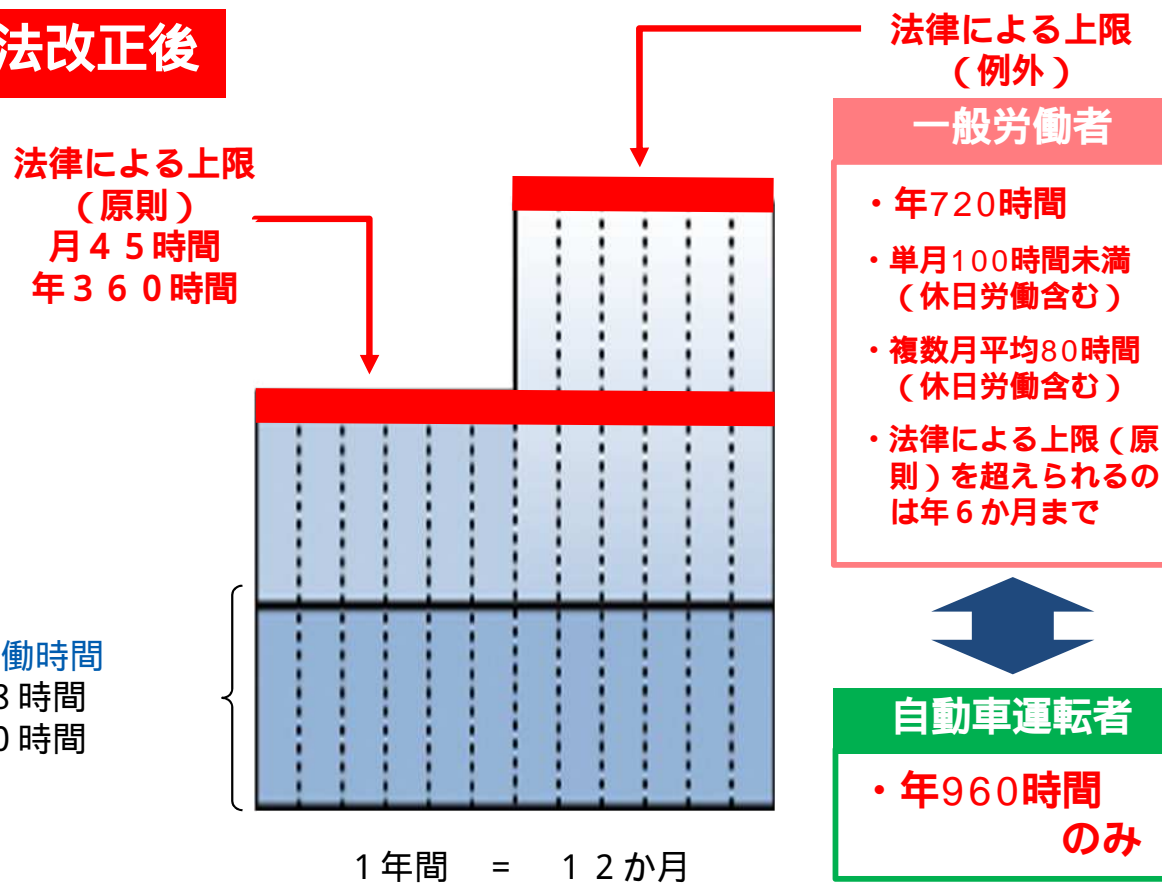 法改正後
法律による上限
（原則）
月４５時間
年３６０時間
働時間
８時間
０時間
１年間　＝　１２か月
法律による上限
（例外）
一般労働者
・年720時間
・単月100時間未満
（休日労働含む）
・複数月平均80時間
（休日労働含む）
・法律による上限（原
則）を超えられるの
は年６か月まで
自動車運転者
・年960時間
のみ